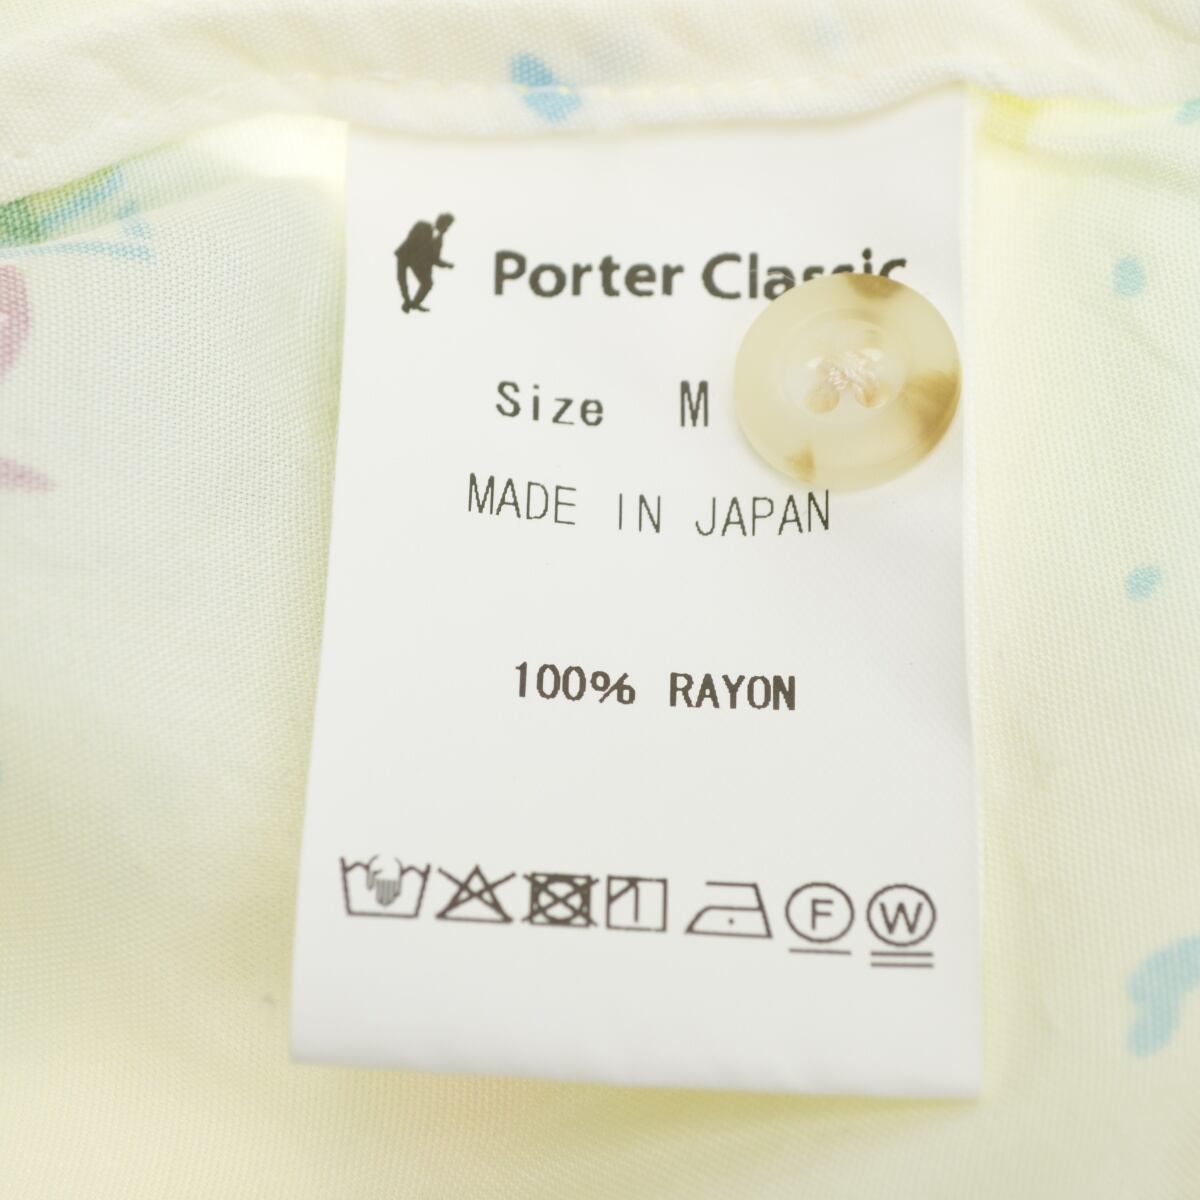 Porter Classic
Size M
MADE IN JAPAN
100% RAYON
F W